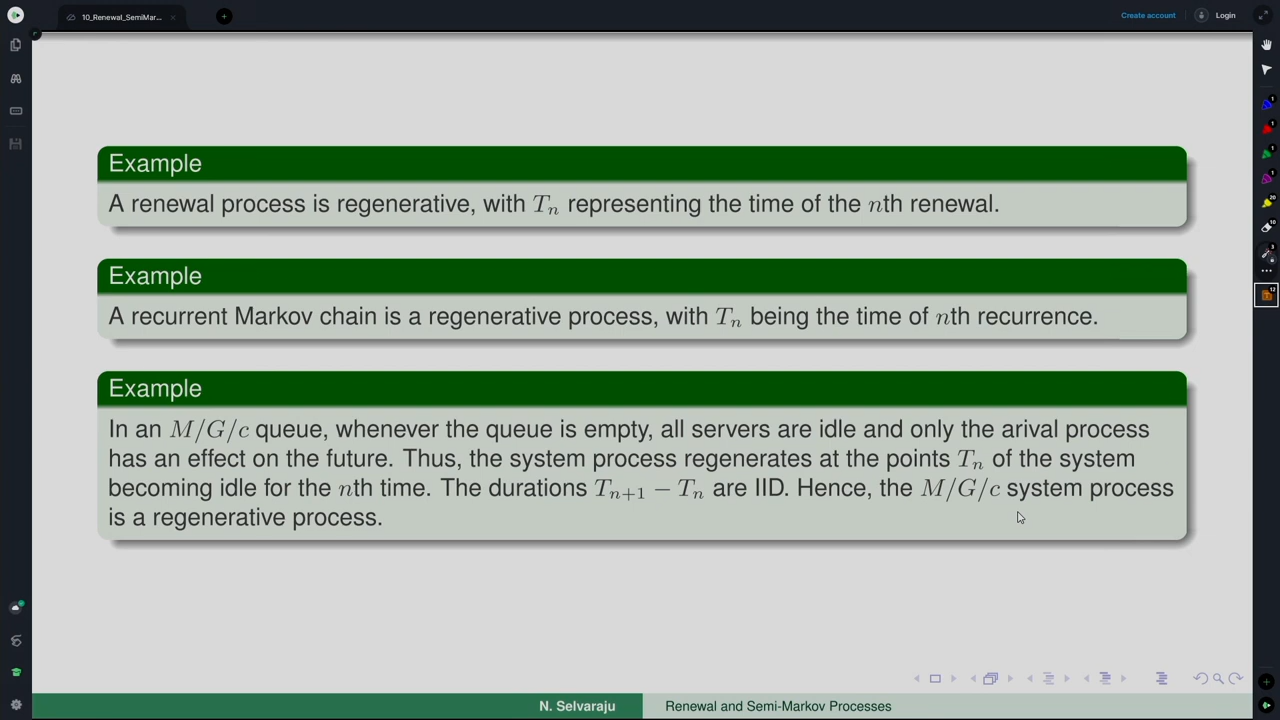 10_Renewal_SemiMar...
Create account
Login
Example
A renewal process is regenerative, with Tn representing the time of the nth renewal.
Example
A recurrent Markov chain is a regenerative process, with Tn being the time of nth recurrence.
Example
In an M/G/c queue, whenever the queue is empty, all servers are idle and only the arival process
has an effect on the future. Thus, the system process regenerates at the points Tn of the system
becoming idle for the nth time. The durations Tn+1 − Tn are IID. Hence, the M/G/c system process
is a regenerative process.
N. Selvaraju
Renewal and Semi-Markov Processes